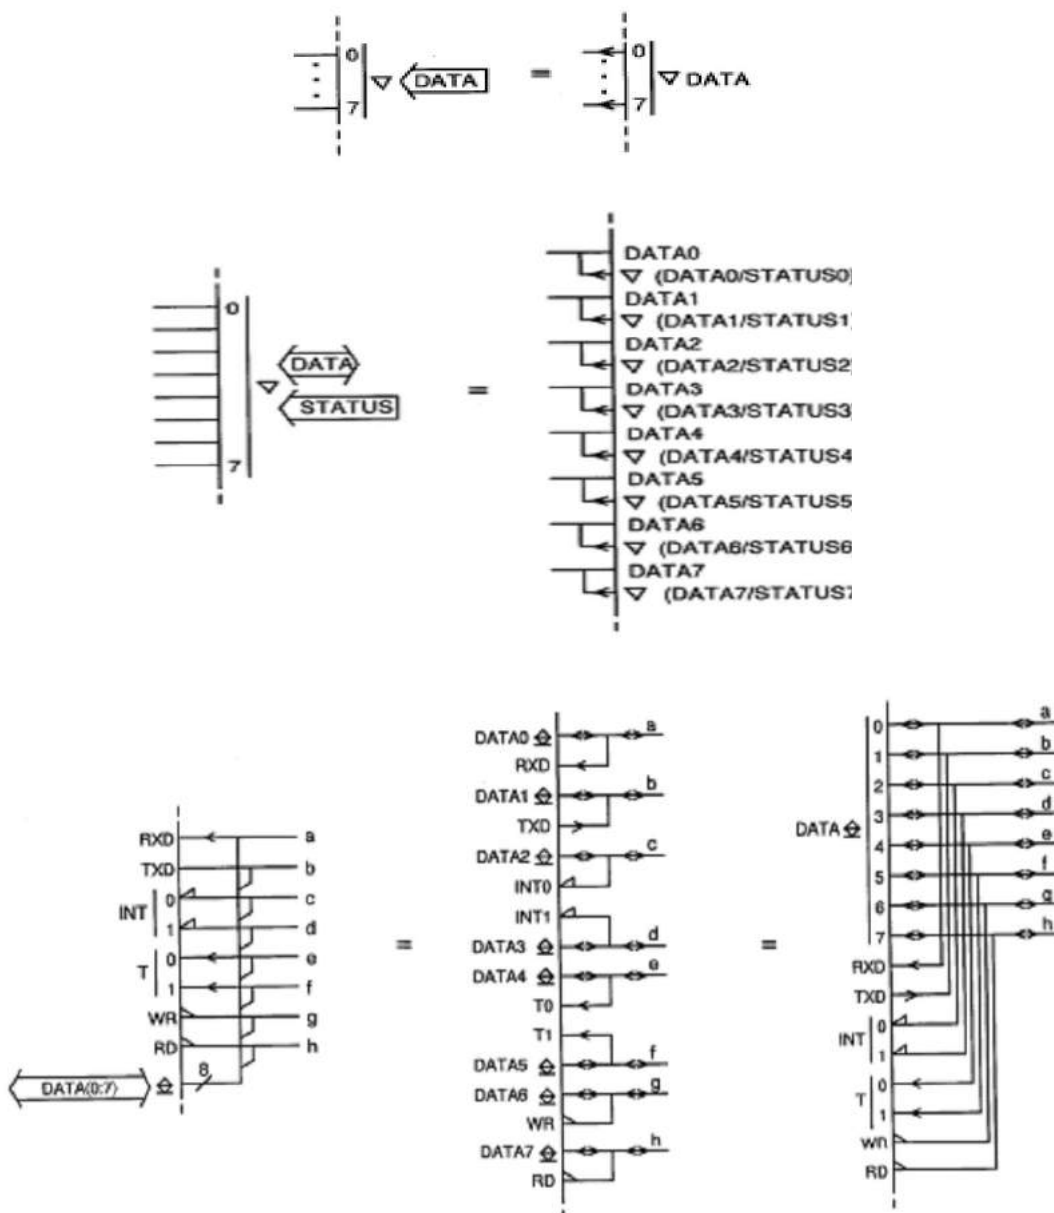 0
7
▽ DATA
=
0
7
▽ DATA
0
7
▽ DATA
STATUS
=
DATA0
▽ (DATA0/STATUS0)
DATA1
▽ (DATA1/STATUS1)
DATA2
▽ (DATA2/STATUS2)
DATA3
▽ (DATA3/STATUS3)
DATA4
▽ (DATA4/STATUS4
DATA5
▽ (DATA5/STATUS5
DATA6
▽ (DATA6/STATUS6
DATA7
▽ (DATA7/STATUS7
RXD a
TXD b
INT 0 c
1 d
T 0 e
1 f
WR g
RD h
8
DATA(0:7)
=
DATA0 a
RXD
DATA1 b
TXD
DATA2 c
INT0
INT1
DATA3 d
DATA4 e
T0
T1
DATA5 f
DATA6 g
WR
DATA7 h
RD
=
DATA
0 a
1 b
2 c
3 d
4 e
5 f
6 g
7 h
RXD
TXD
INT 0
1
T 0
1
WR
RD